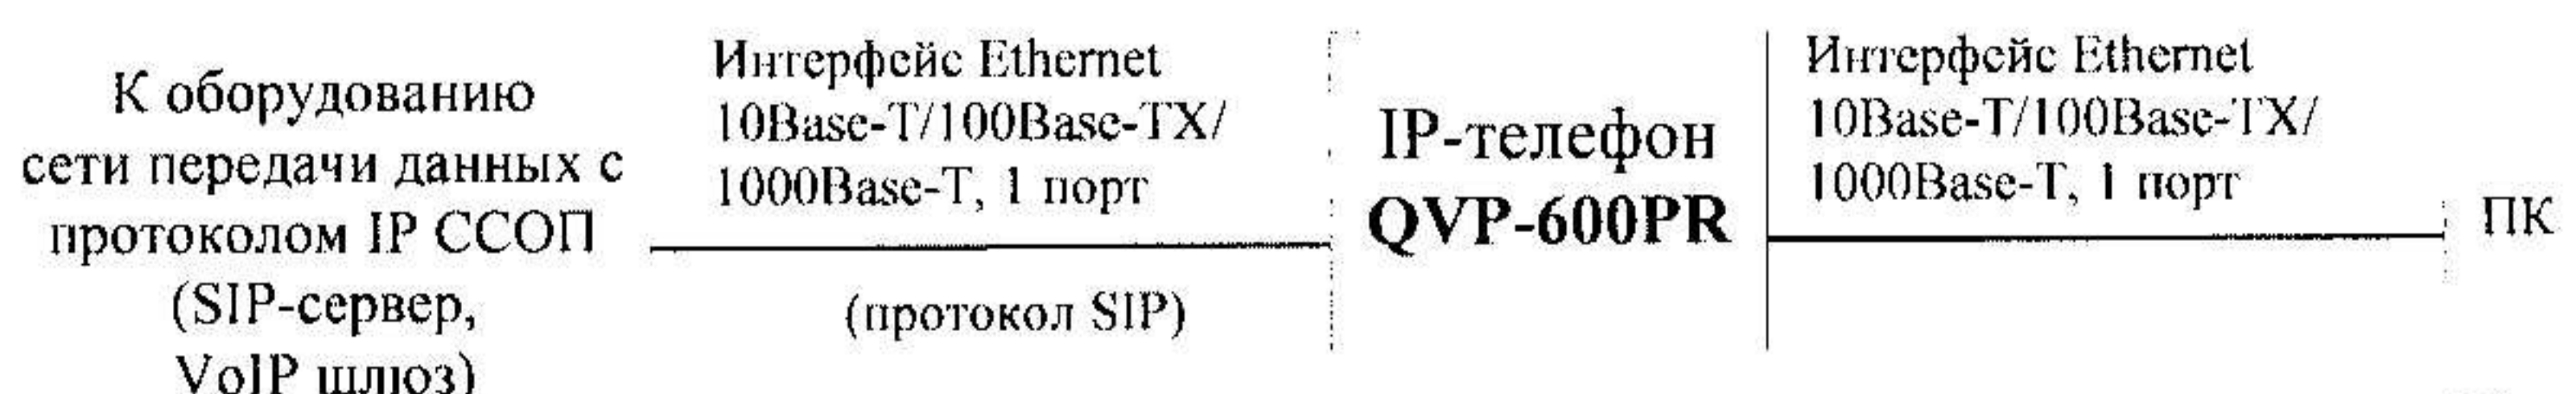 К оборудованию
сети передачи данных с
протоколом IP ССОП
(SIP-сервер,
VoIP шлюз)
Интерфейс Ethernet
10Base-T/100Base-TX/
1000Base-T, 1 порт
(протокол SIP)
IP-телефон
QVP-600PR
Интерфейс Ethernet
10Base-T/100Base-TX/
1000Base-T, 1 порт
ПК